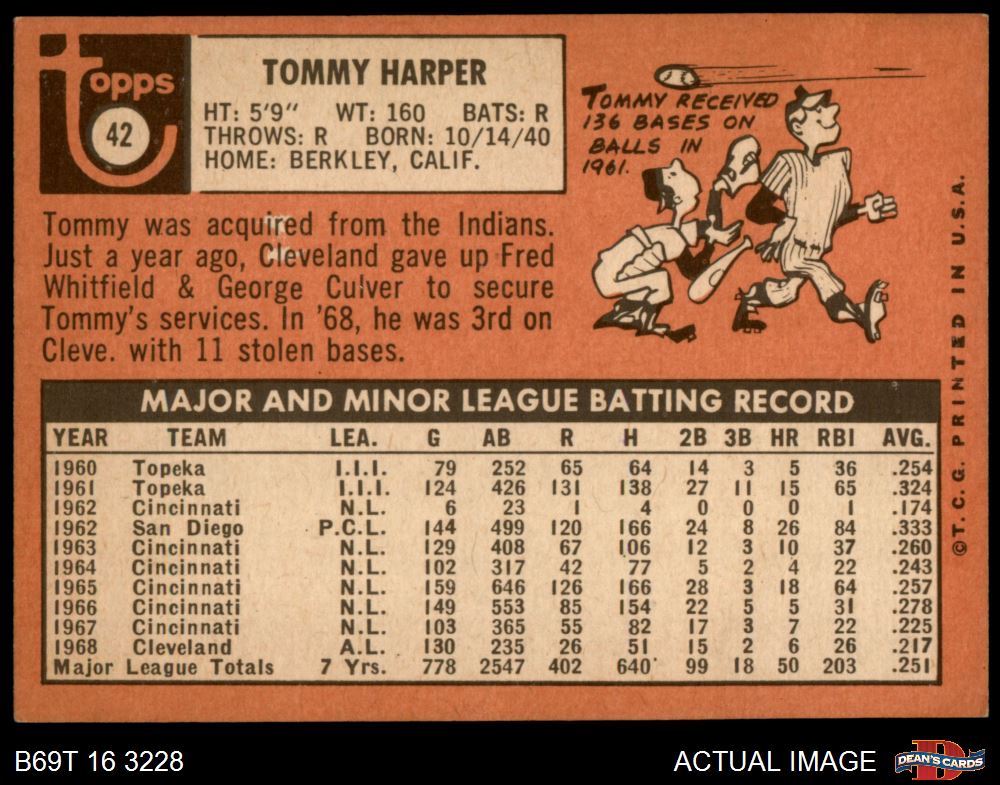 Topps
42
TOMMY HARPER
HT: 5'9" WT: 160 BATS: R
THROWS: R BORN: 10/14/40
HOME: BERKLEY, CALIF.
TOMMY RECEIVED
136 BASES ON
BALLS IN
1961.
Tommy was acquired from the Indians.
Just a year ago, Cleveland gave up Fred
Whitfield & George Culver to secure
Tommy's services. In '68, he was 3rd on
Cleve. with 11 stolen bases.
MAJOR AND MINOR LEAGUE BATTING RECORD
YEAR TEAM LEA. G AB R H 2B 3B HR RBI AVG.
1960 Topeka I.I.I. 79 252 65 64 14 3 5 36 .254
1961 Topeka I.I.I. 124 426 131 138 27 11 15 65 .324
1962 Cincinnati N.L. 6 23 1 4 0 0 0 1 .174
1962 San Diego P.C.L. 144 499 120 166 24 8 26 84 .333
1963 Cincinnati N.L. 129 408 67 106 12 3 10 37 .260
1964 Cincinnati N.L. 102 317 42 77 5 2 4 22 .243
1965 Cincinnati N.L. 159 646 126 166 28 3 18 64 .257
1966 Cincinnati N.L. 149 553 85 154 22 5 5 31 .278
1967 Cincinnati N.L. 103 365 55 82 17 3 7 22 .225
1968 Cleveland A.L. 130 235 26 51 15 2 6 26 .217
Major League Totals 7 Yrs. 778 2547 402 640 99 18 50 203 .251
©T.C.G. PRINTED IN U.S.A.
B69T 16 3228
ACTUAL IMAGE
D
DEAN'S CARDS